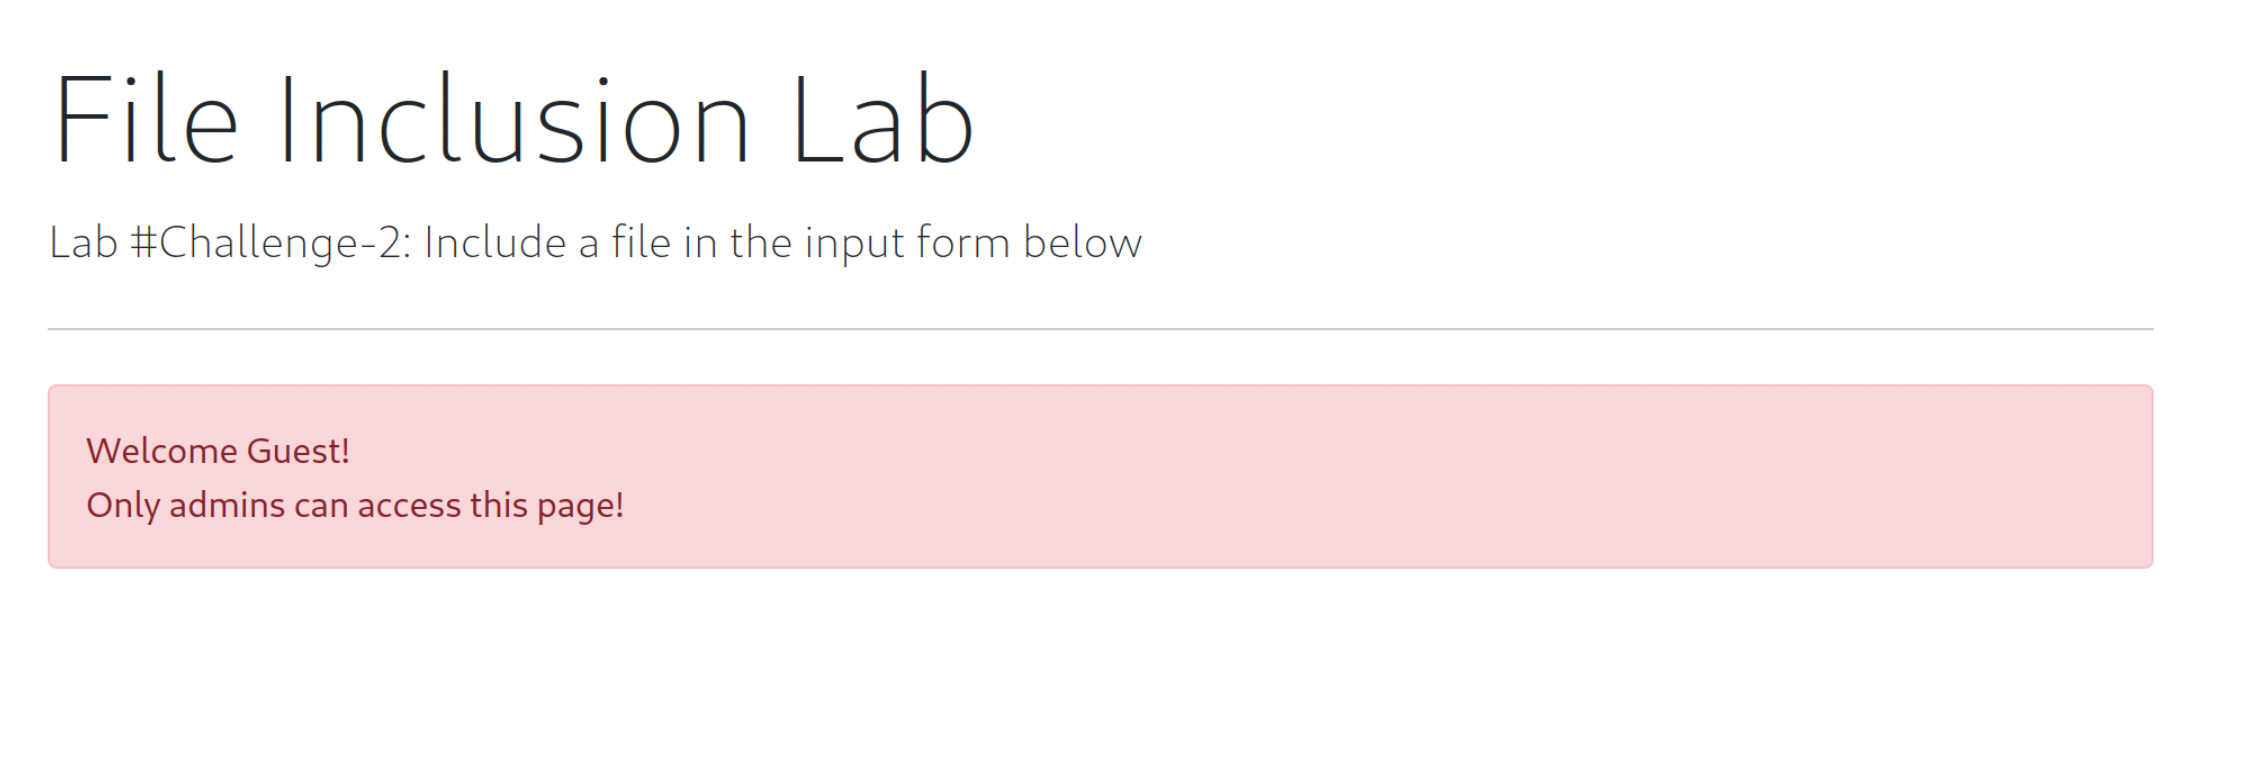 File Inclusion Lab
Lab #Challenge-2: Include a file in the input form below
Welcome Guest!
Only admins can access this page!